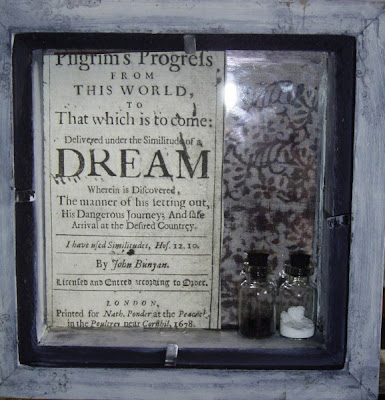 Pilgrim's Progreſs
FROM
THIS WORLD,
TO
That which is to come:
Delivered under the Similitude of a
DREAM
Wherein is Discovered,
The manner of his setting out,
His Dangerous Journey; And safe
Arrival at the Desired Countrey.
I have used Similitudes, Hos. 12. 10.
By John Bunyan.
Licensed and Entred according to Order.
LONDON,
Printed for Nath. Ponder at the Peacock
in the Poultrey near Cornhil, 1678.